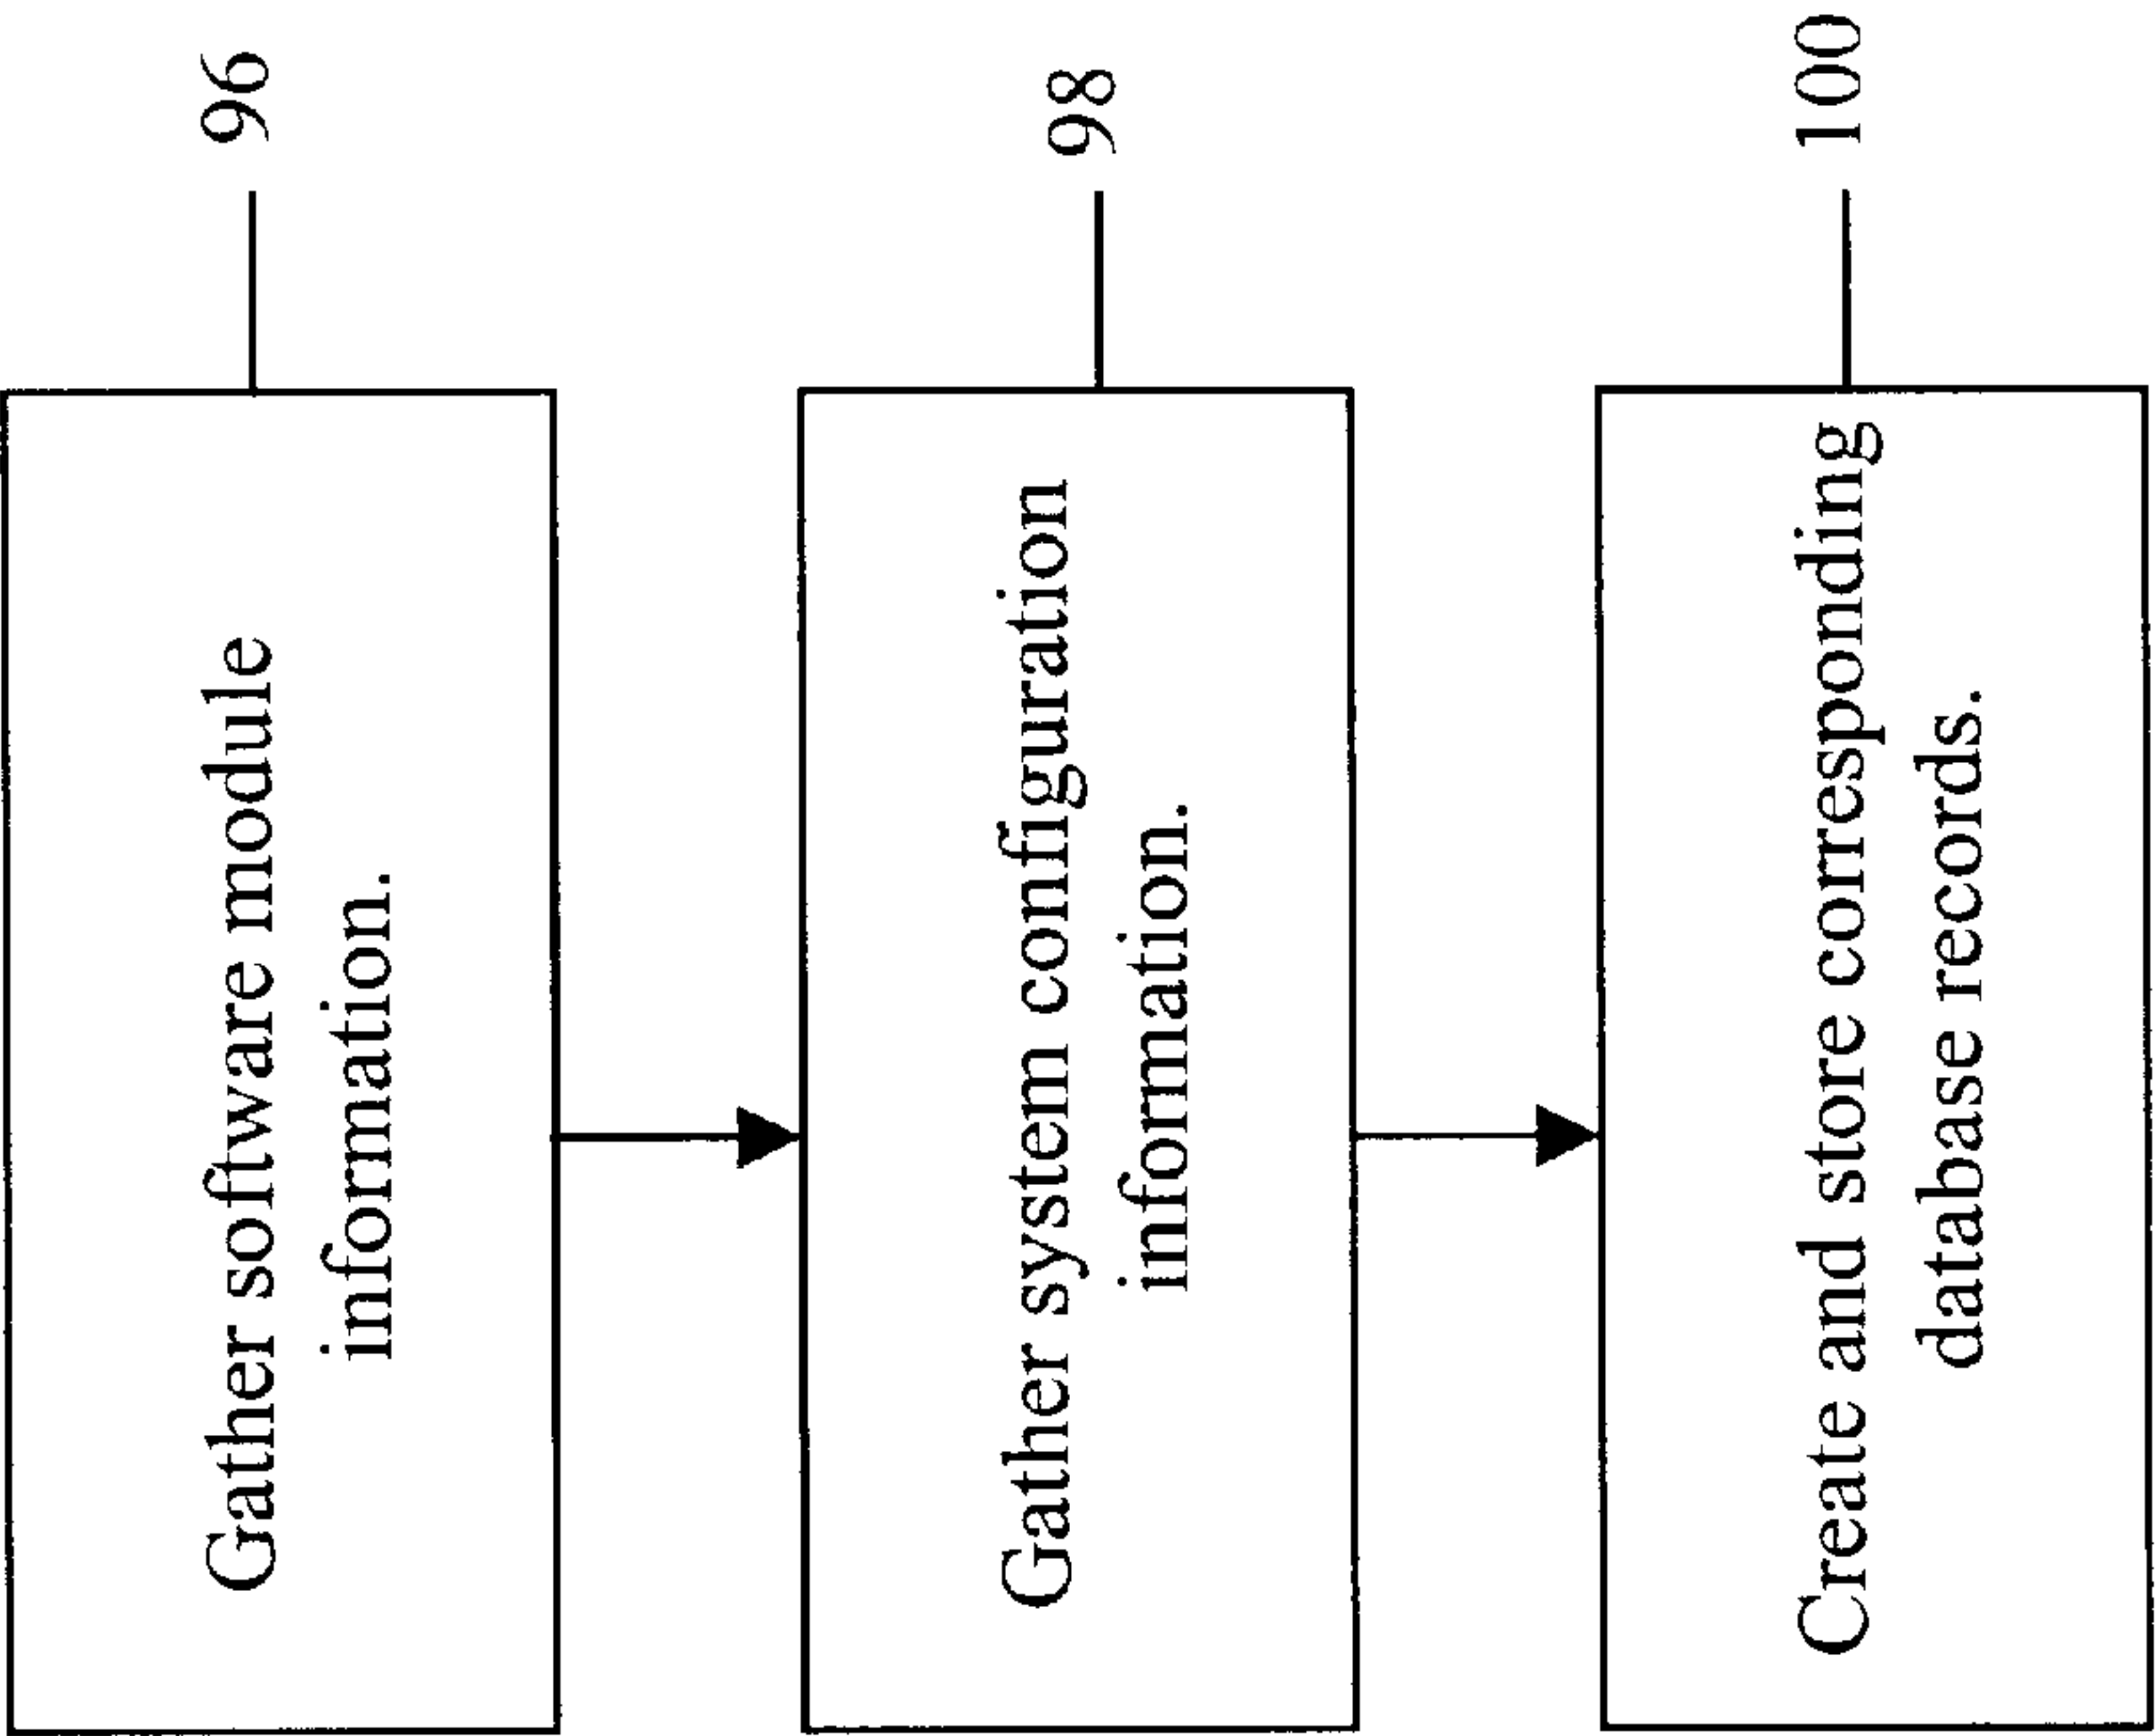 Gather software module
information.
96
Gather system configuration
information.
98
Create and store corresponding
database records.
100